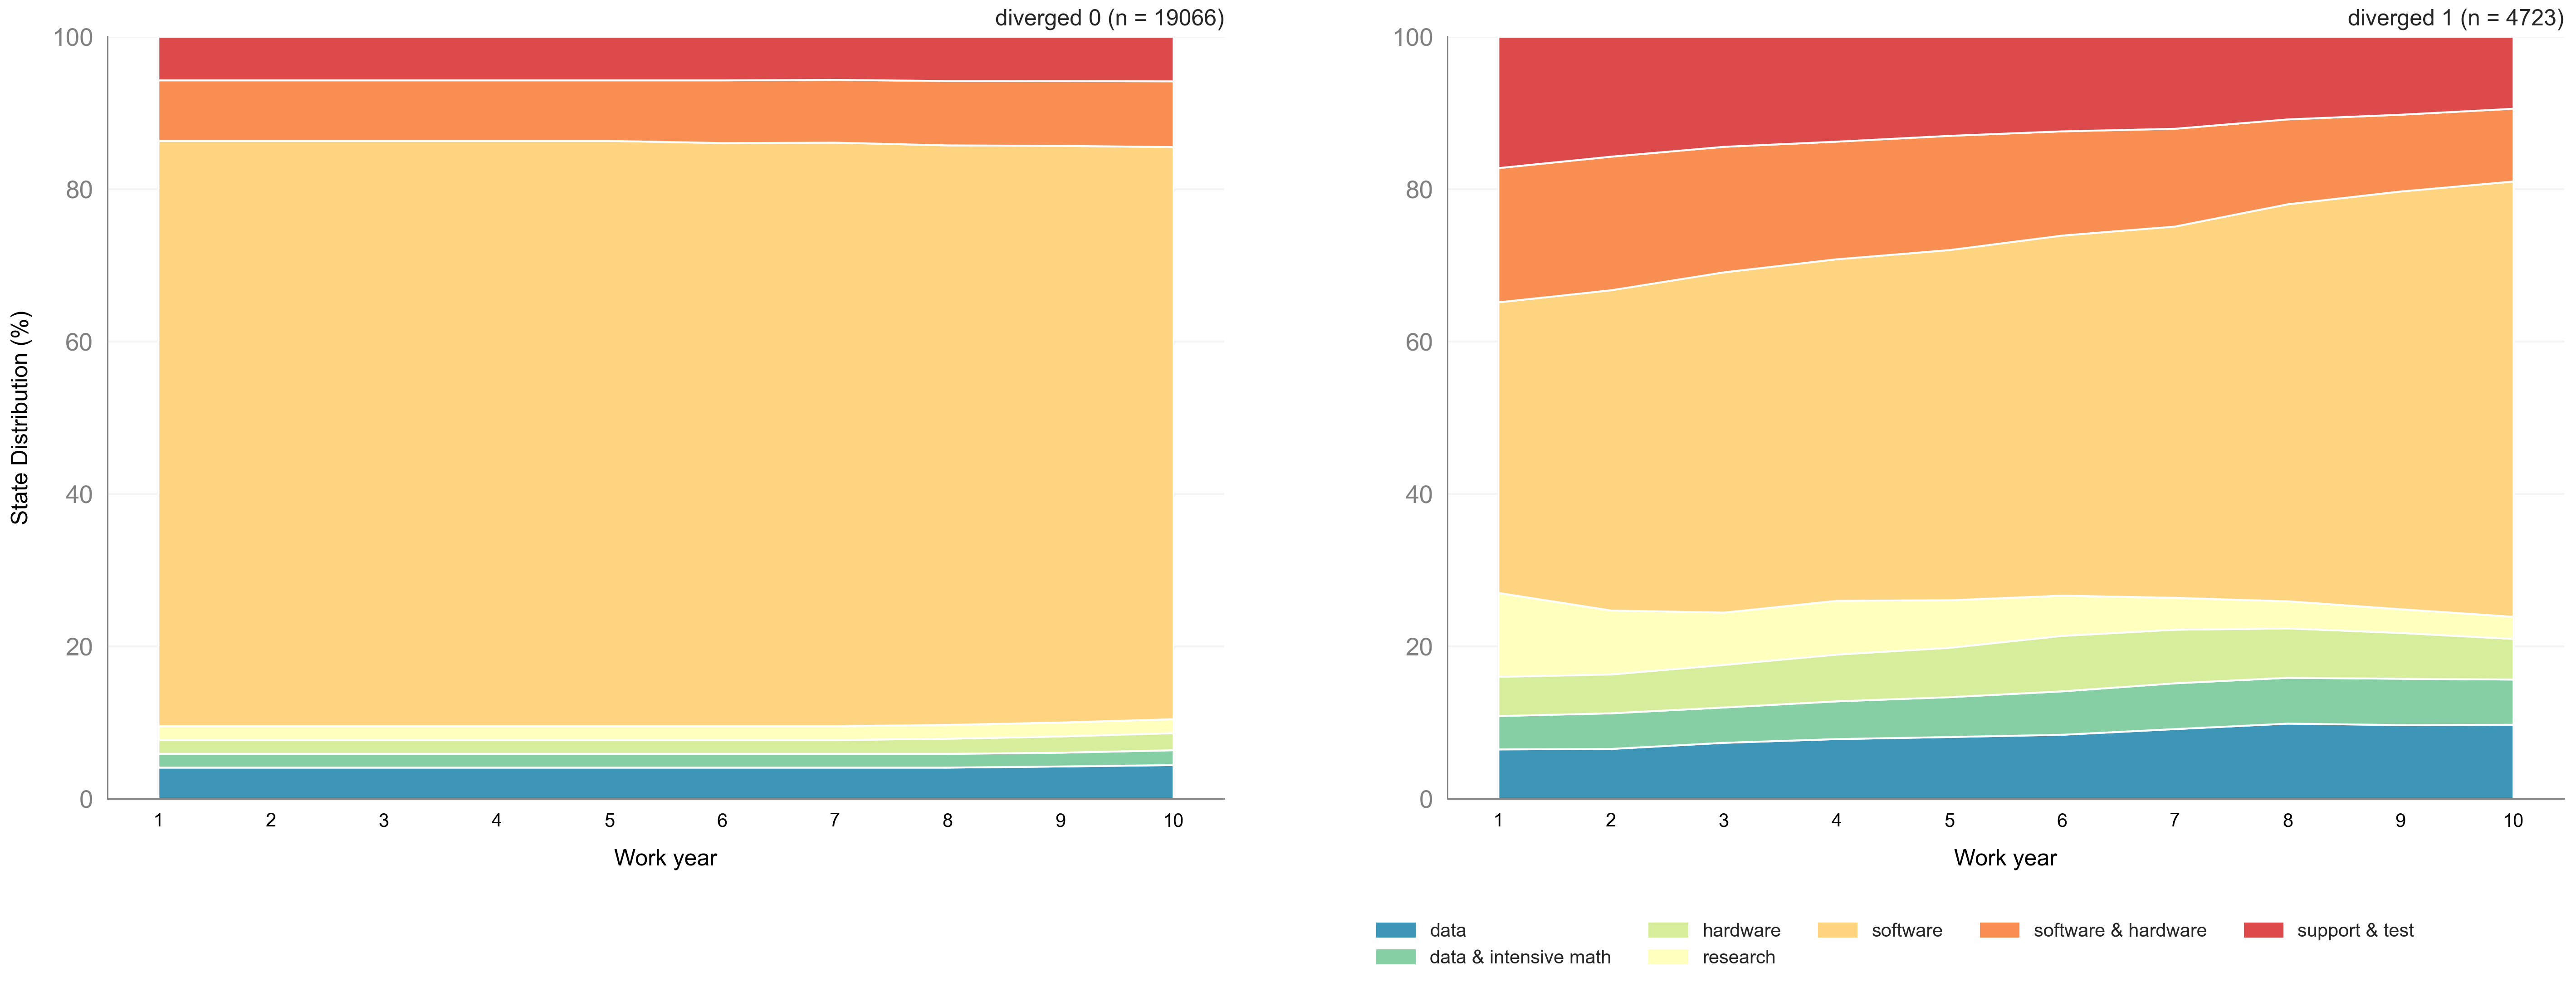 diverged 0 (n = 19066)
State Distribution (%)
100
80
60
40
20
0
1 2 3 4 5 6 7 8 9 10
Work year
diverged 1 (n = 4723)
100
80
60
40
20
0
1 2 3 4 5 6 7 8 9 10
Work year
data hardware software software & hardware support & test
data & intensive math research